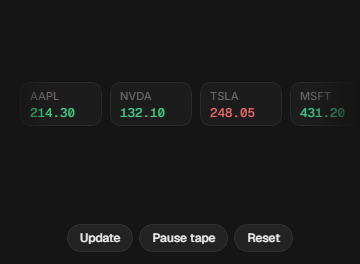 AAPL NVDA TSLA MSFT
214.30 132.10 248.05 431.20
Update Pause tape Reset